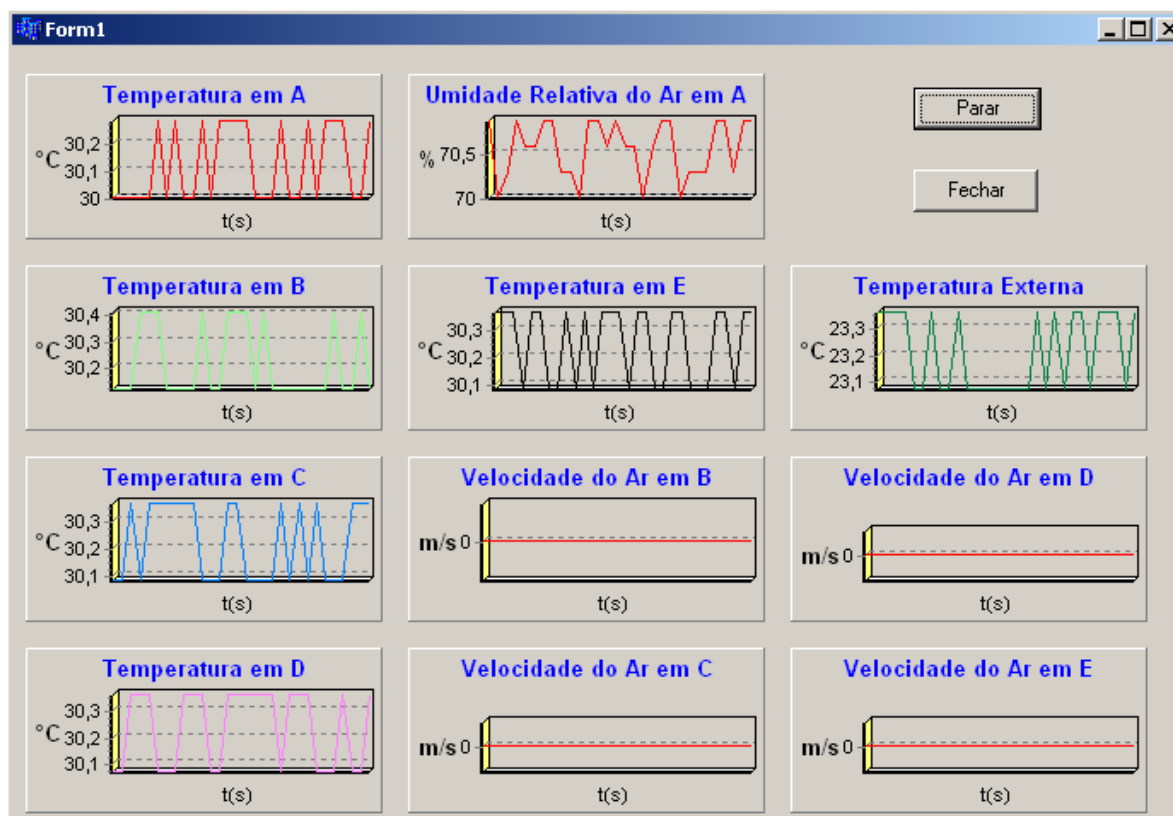 Form1
Temperatura em A
°C
30,2
30,1
30
t(s)
Umidade Relativa do Ar em A
%
70,5
70
t(s)
Parar
Fechar
Temperatura em B
°C
30,4
30,3
30,2
t(s)
Temperatura em E
°C
30,3
30,2
30,1
t(s)
Temperatura Externa
°C
23,3
23,2
23,1
t(s)
Temperatura em C
°C
30,3
30,2
30,1
t(s)
Velocidade do Ar em B
m/s 0
t(s)
Velocidade do Ar em D
m/s 0
t(s)
Temperatura em D
°C
30,3
30,2
30,1
t(s)
Velocidade do Ar em C
m/s 0
t(s)
Velocidade do Ar em E
m/s 0
t(s)